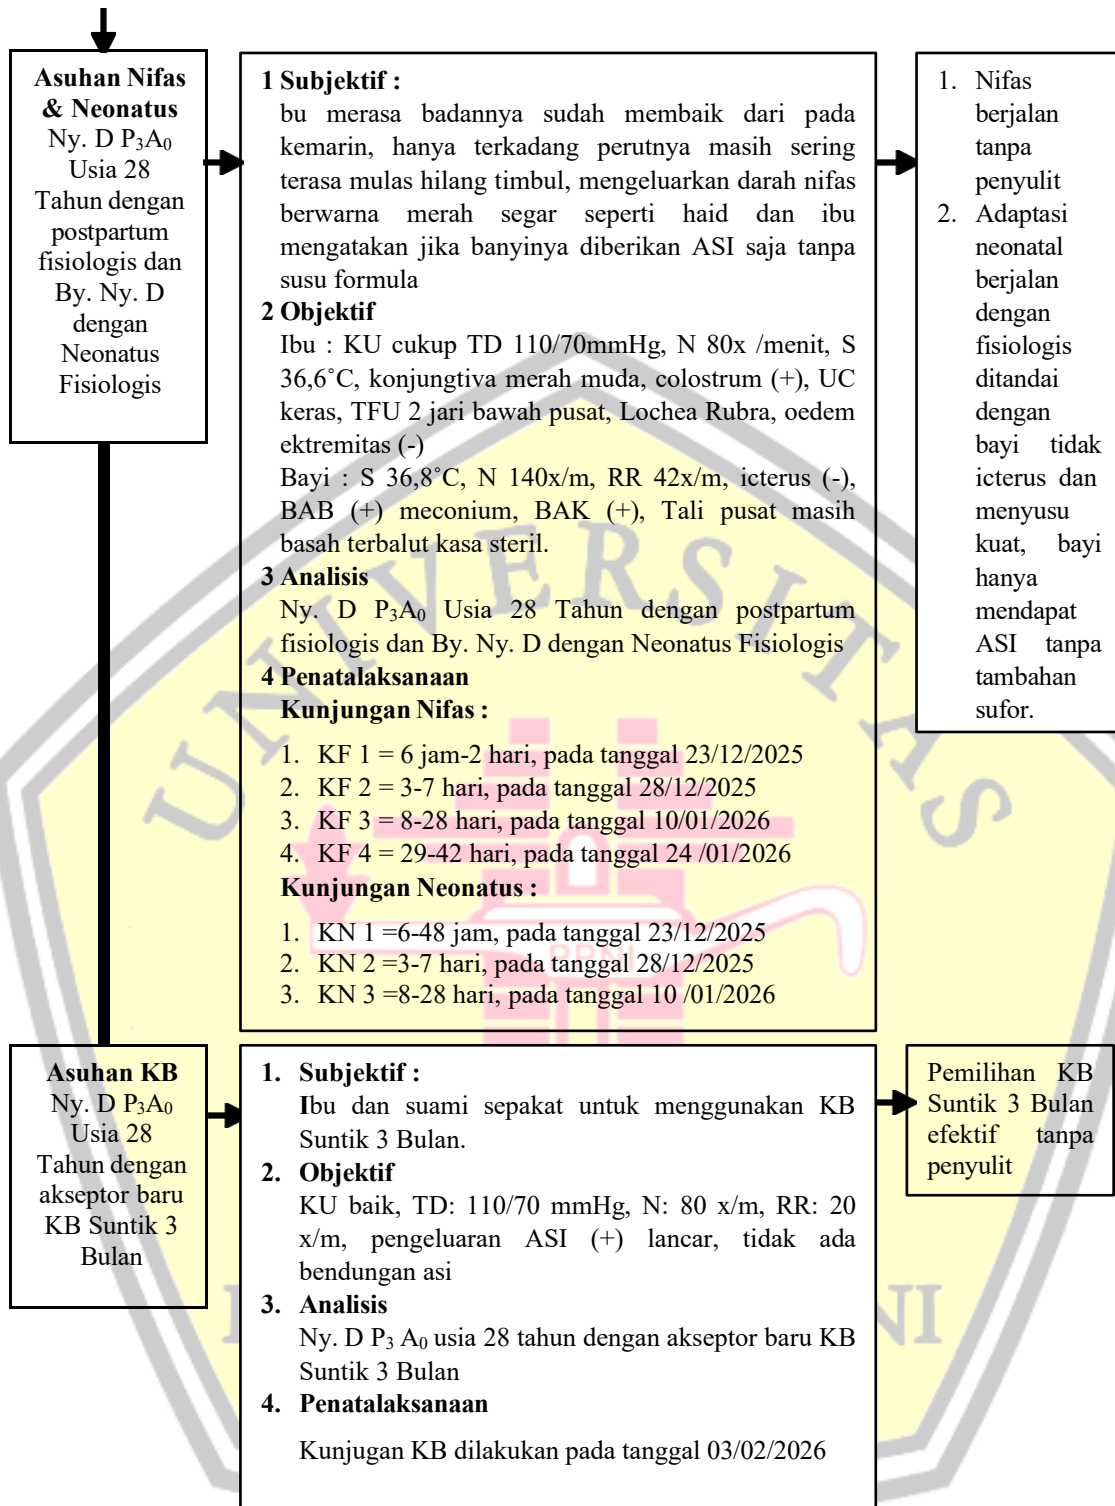 Asuhan Nifas
& Neonatus
Ny. D P₃A₀
Usia 28
Tahun dengan
postpartum
fisiologis dan
By. Ny. D
dengan
Neonatus
Fisiologis
1 Subjektif :
bu merasa badannya sudah membaik dari pada
kemarin, hanya terkadang perutnya masih sering
terasa mulas hilang timbul, mengeluarkan darah nifas
berwarna merah segar seperti haid dan ibu
mengatakan jika banyinya diberikan ASI saja tanpa
susu formula
2 Objektif
Ibu : KU cukup TD 110/70mmHg, N 80x /menit, S
36,6˚C, konjungtiva merah muda, colostrum (+), UC
keras, TFU 2 jari bawah pusat, Lochea Rubra, oedem
ektremitas (-)
Bayi : S 36,8˚C, N 140x/m, RR 42x/m, icterus (-),
BAB (+) meconium, BAK (+), Tali pusat masih
basah terbalut kasa steril.
3 Analisis
Ny. D P₃A₀ Usia 28 Tahun dengan postpartum
fisiologis dan By. Ny. D dengan Neonatus Fisiologis
4 Penatalaksanaan
Kunjungan Nifas :
1. KF 1 = 6 jam-2 hari, pada tanggal 23/12/2025
2. KF 2 = 3-7 hari, pada tanggal 28/12/2025
3. KF 3 = 8-28 hari, pada tanggal 10/01/2026
4. KF 4 = 29-42 hari, pada tanggal 24 /01/2026
Kunjungan Neonatus :
1. KN 1 =6-48 jam, pada tanggal 23/12/2025
2. KN 2 =3-7 hari, pada tanggal 28/12/2025
3. KN 3 =8-28 hari, pada tanggal 10 /01/2026
1. Nifas
berjalan
tanpa
penyulit
2. Adaptasi
neonatal
berjalan
dengan
fisiologis
ditandai
dengan
bayi tidak
icterus dan
menyusu
kuat, bayi
hanya
mendapat
ASI tanpa
tambahan
sufor.
Asuhan KB
Ny. D P₃A₀
Usia 28
Tahun dengan
akseptor baru
KB Suntik 3
Bulan
1. Subjektif :
Ibu dan suami sepakat untuk menggunakan KB
Suntik 3 Bulan.
2. Objektif
KU baik, TD: 110/70 mmHg, N: 80 x/m, RR: 20
x/m, pengeluaran ASI (+) lancar, tidak ada
bendungan asi
3. Analisis
Ny. D P₃ A₀ usia 28 tahun dengan akseptor baru KB
Suntik 3 Bulan
4. Penatalaksanaan
Kunjugan KB dilakukan pada tanggal 03/02/2026
Pemilihan KB
Suntik 3 Bulan
efektif tanpa
penyulit
UNIVERSITAS
PPNI